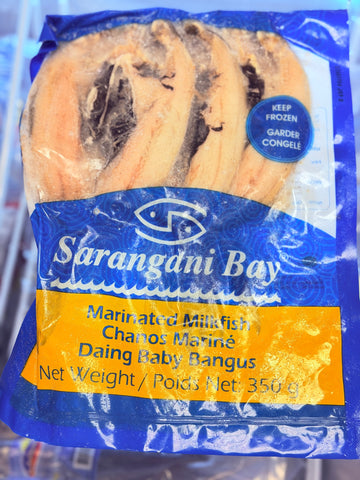 KEEP
FROZEN
GARDER
CONGELÉ
Sarangani Bay
Marinated Milkfish
Chanos Mariné
Daing Baby Bangus
Net Weight / Poids Net: 350 g